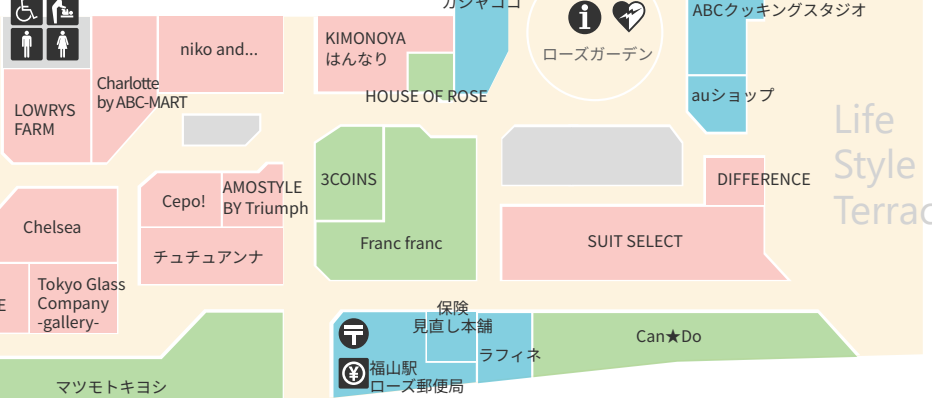 ABCクッキングスタジオ
niko and...
KIMONOYA
はんなり
ローズガーデン
Charlotte
by ABC-MART
HOUSE OF ROSE
auショップ
LOWRYS
FARM
Life
Style
3COINS
DIFFERENCE
AMOSTYLE
BY Triumph
Cepo!
Chelsea
Franc franc
SUIT SELECT
チュチュアンナ
Tokyo Glass
Company
-gallery-
保険
見直し本舗
Can★Do
ラフィネ
福山駅
ローズ郵便局
マツモトキヨシ